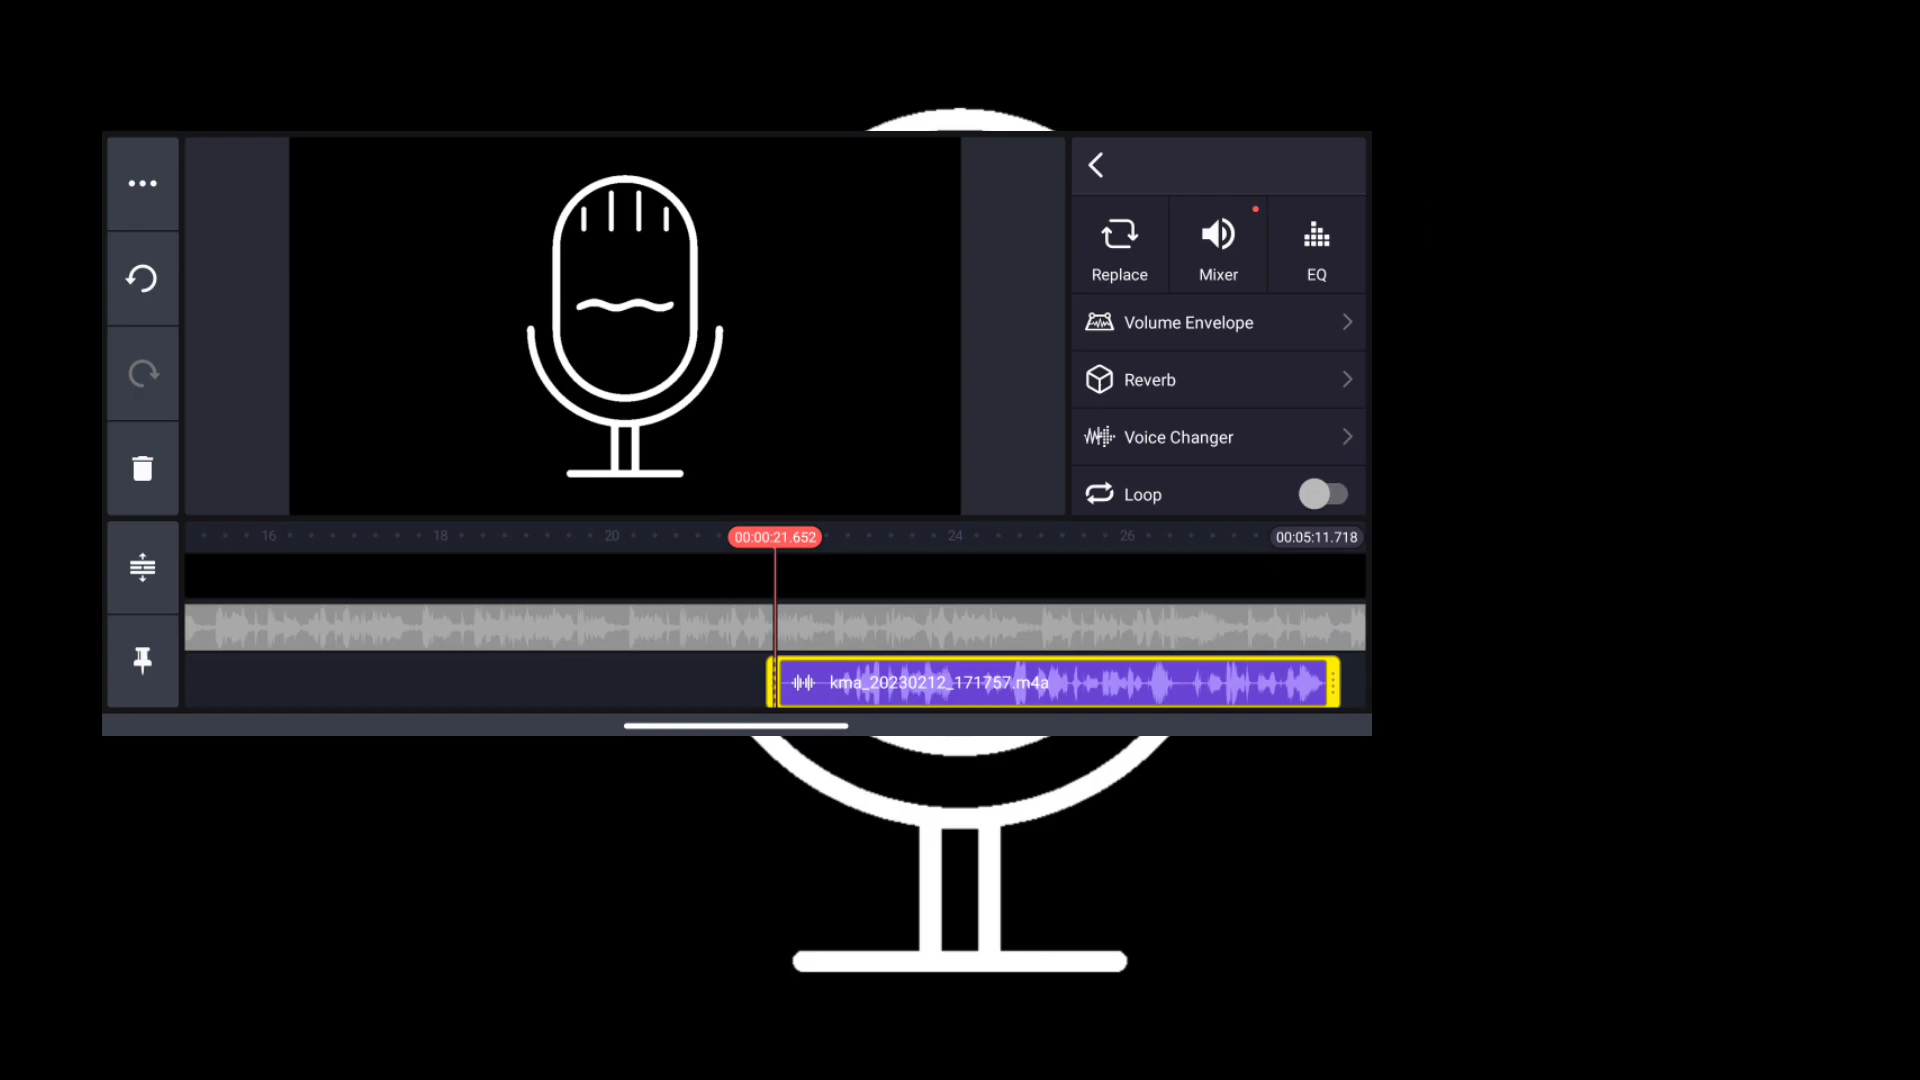 Replace
Mixer
EQ
Volume Envelope
Reverb
Voice Changer
Loop
16 18 20 00:00:21.652 24 26 00:05:11.718
kma_20230212_171757.m4a